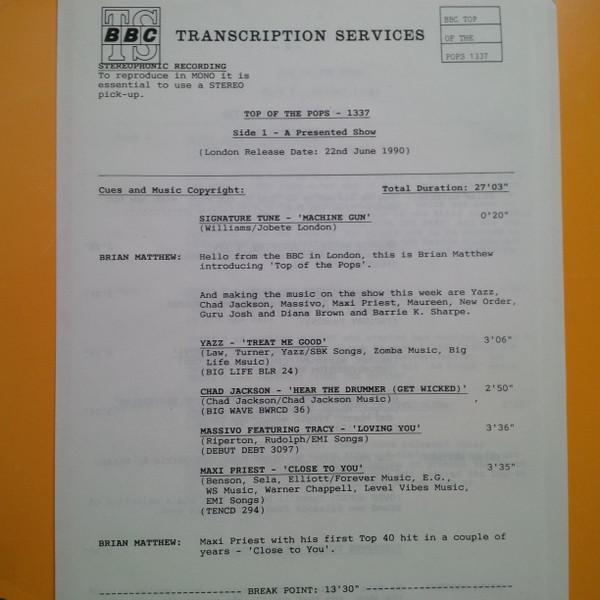 TS
BBC
TRANSCRIPTION SERVICES
BBC TOP
OF THE
POPS 1337
STEREOPHONIC RECORDING
To reproduce in MONO it is
essential to use a STEREO
pick-up.
TOP OF THE POPS - 1337
Side 1 - A Presented Show
(London Release Date: 22nd June 1990)
Cues and Music Copyright: Total Duration: 27'03"
SIGNATURE TUNE - 'MACHINE GUN' 0'20"
(Williams/Jobete London)
BRIAN MATTHEW: Hello from the BBC in London, this is Brian Matthew
introducing 'Top of the Pops'.
And making the music on the show this week are Yazz,
Chad Jackson, Massivo, Maxi Priest, Maureen, New Order,
Guru Josh and Diana Brown and Barrie K. Sharpe.
YAZZ - 'TREAT ME GOOD' 3'06"
(Law, Turner, Yazz/SBK Songs, Zomba Music, Big
Life Msuic)
(BIG LIFE BLR 24)
CHAD JACKSON - 'HEAR THE DRUMMER (GET WICKED)' 2'50"
(Chad Jackson/Chad Jackson Music)
(BIG WAVE BWRCD 36)
MASSIVO FEATURING TRACY - 'LOVING YOU' 3'36"
(Riperton, Rudolph/EMI Songs)
(DEBUT DEBT 3097)
MAXI PRIEST - 'CLOSE TO YOU' 3'35"
(Benson, Sela, Elliott/Forever Music, E.G.,
WS Music, Warner Chappell, Level Vibes Music,
EMI Songs)
(TENCD 294)
BRIAN MATTHEW: Maxi Priest with his first Top 40 hit in a couple of
years - 'Close to You'.
BREAK POINT: 13'30"